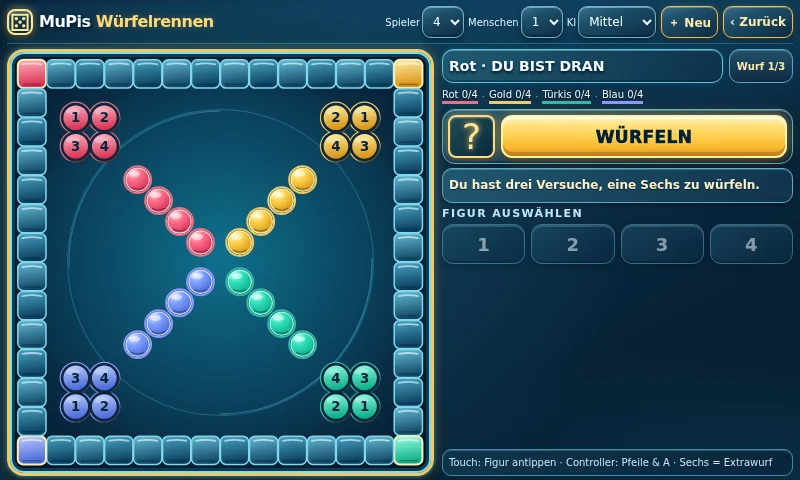 MuPis Würfelrennen
Spieler 4 Menschen 1 KI Mittel + Neu ‹ Zurück
Rot · DU BIST DRAN
Wurf 1/3
Rot 0/4 · Gold 0/4 · Türkis 0/4 · Blau 0/4
? WÜRFELN
Du hast drei Versuche, eine Sechs zu würfeln.
FIGUR AUSWÄHLEN
1 2 3 4
Touch: Figur antippen · Controller: Pfeile & A · Sechs = Extrawurf
1 2
3 4
2 1
4 3
3 4
1 2
4 3
2 1